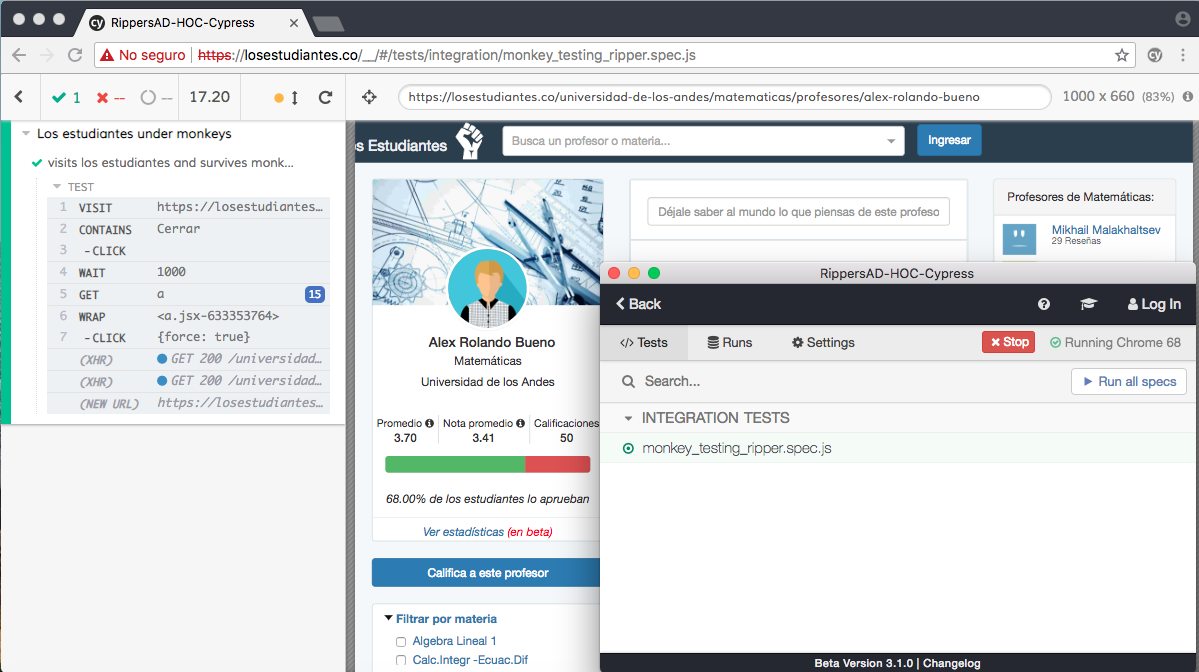 RippersAD-HOC-Cypress
No seguro https://losestudiantes.co/__/#/tests/integration/monkey_testing_ripper.spec.js
1 -- -- 17.20
https://losestudiantes.co/universidad-de-los-andes/matematicas/profesores/alex-rolando-bueno
1000 x 660 (83%)
Los estudiantes under monkeys
visits los estudiantes and survives monk...
TEST
1 VISIT https://losestudiantes…
2 CONTAINS Cerrar
3 -CLICK
4 WAIT 1000
5 GET a 15
6 WRAP <a.jsx-633353764>
7 -CLICK {force: true}
(XHR) GET 200 /universidad…
(XHR) GET 200 /universidad…
(NEW URL) https://losestudiantes…
s Estudiantes
Busca un profesor o materia...
Ingresar
Alex Rolando Bueno
Matemáticas
Universidad de los Andes
Promedio Nota promedio Calificaciones
3.70 3.41 50
68.00% de los estudiantes lo aprueban
Ver estadísticas (en beta)
Califica a este profesor
Filtrar por materia
Algebra Lineal 1
Calc.Integr -Ecuac.Dif
Déjale saber al mundo lo que piensas de este profeso
Profesores de Matemáticas:
Mikhail Malakhaltsev
29 Reseñas
RippersAD-HOC-Cypress
Back
Log In
</> Tests Runs Settings
Stop Running Chrome 68
Search...
Run all specs
INTEGRATION TESTS
monkey_testing_ripper.spec.js
Beta Version 3.1.0 | Changelog